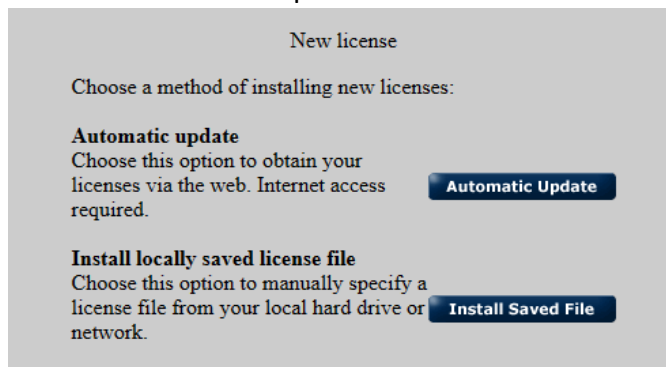 New license
Choose a method of installing new licenses:
Automatic update
Choose this option to obtain your
licenses via the web. Internet access
required.
Automatic Update
Install locally saved license file
Choose this option to manually specify a
license file from your local hard drive or
network.
Install Saved File